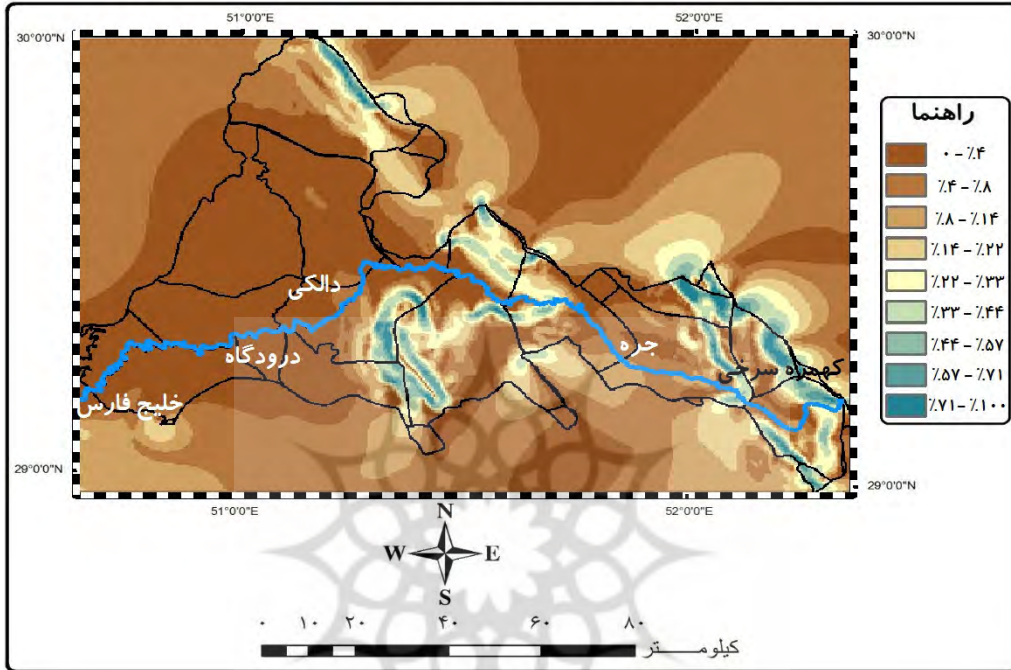 51°0'0"E
52°0'0"E
30°0'0"N
30°0'0"N
راهنما
۰ - ٪۴
٪۴ - ٪۸
٪۸ - ٪۱۴
٪۱۴ - ٪۲۲
٪۲۲ - ٪۳۳
٪۳۳ - ٪۴۴
٪۴۴ - ٪۵۷
٪۵۷ - ٪۷۱
٪۷۱ - ٪۱۰۰
دالکی
درودگاه
جره
کهمره سرخی
خلیج فارس
29°0'0"N
29°0'0"N
51°0'0"E
52°0'0"E
N
W
E
S
۰ ۱۰ ۲۰ ۴۰ ۶۰ ۸۰
کیلومتر